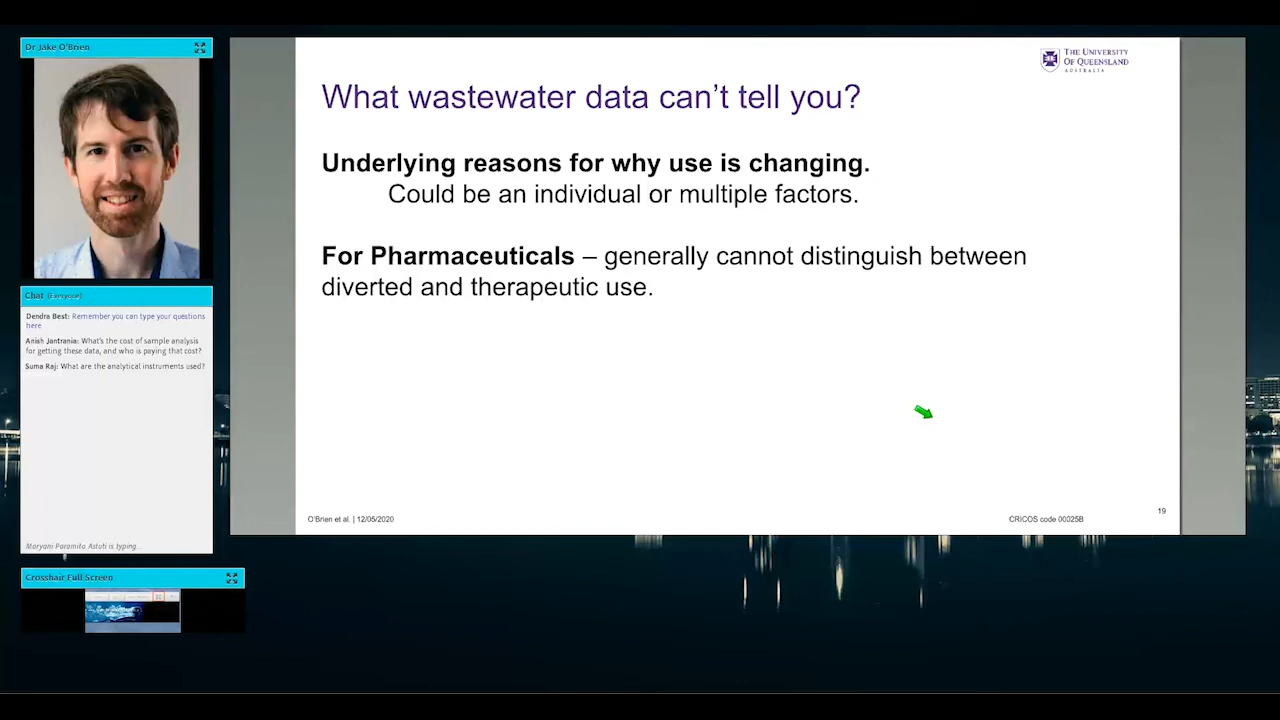 Dr Jake O'Brien
Chat (Everyone)
Dendra Best: Remember you can type your questions
here
Anish Jantrania: What's the cost of sample analysis
for getting these data, and who is paying that cost?
Suma Raj: What are the analytical instruments used?
Maryani Paramita Astuti is typing...
Crosshair Full Screen
THE UNIVERSITY
OF QUEENSLAND
AUSTRALIA
What wastewater data can't tell you?
Underlying reasons for why use is changing.
Could be an individual or multiple factors.
For Pharmaceuticals – generally cannot distinguish between
diverted and therapeutic use.
O'Brien et al. | 12/05/2020
CRICOS code 00025B
19